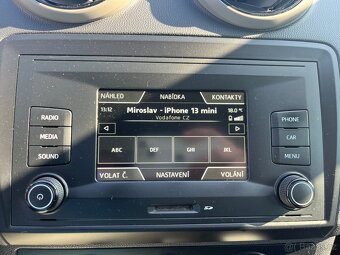 NÁHLED NABÍDKA KONTAKTY
13:12 Miroslav - iPhone 13 mini 18.0 °C
Vodafone CZ
RADIO
MEDIA
SOUND
PHONE
CAR
MENU
ABC DEF GHI JKL
VOLAT Č. NASTAVENÍ VOLÁNÍ
SD